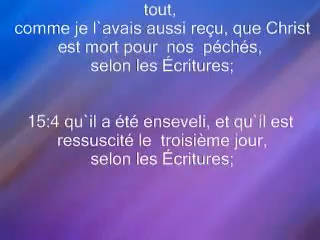 tout,
comme je l`avais aussi reçu, que Christ
est mort pour nos péchés,
selon les Écritures;
15:4 qu`il a été enseveli, et qu`il est
ressuscité le troisième jour,
selon les Écritures;